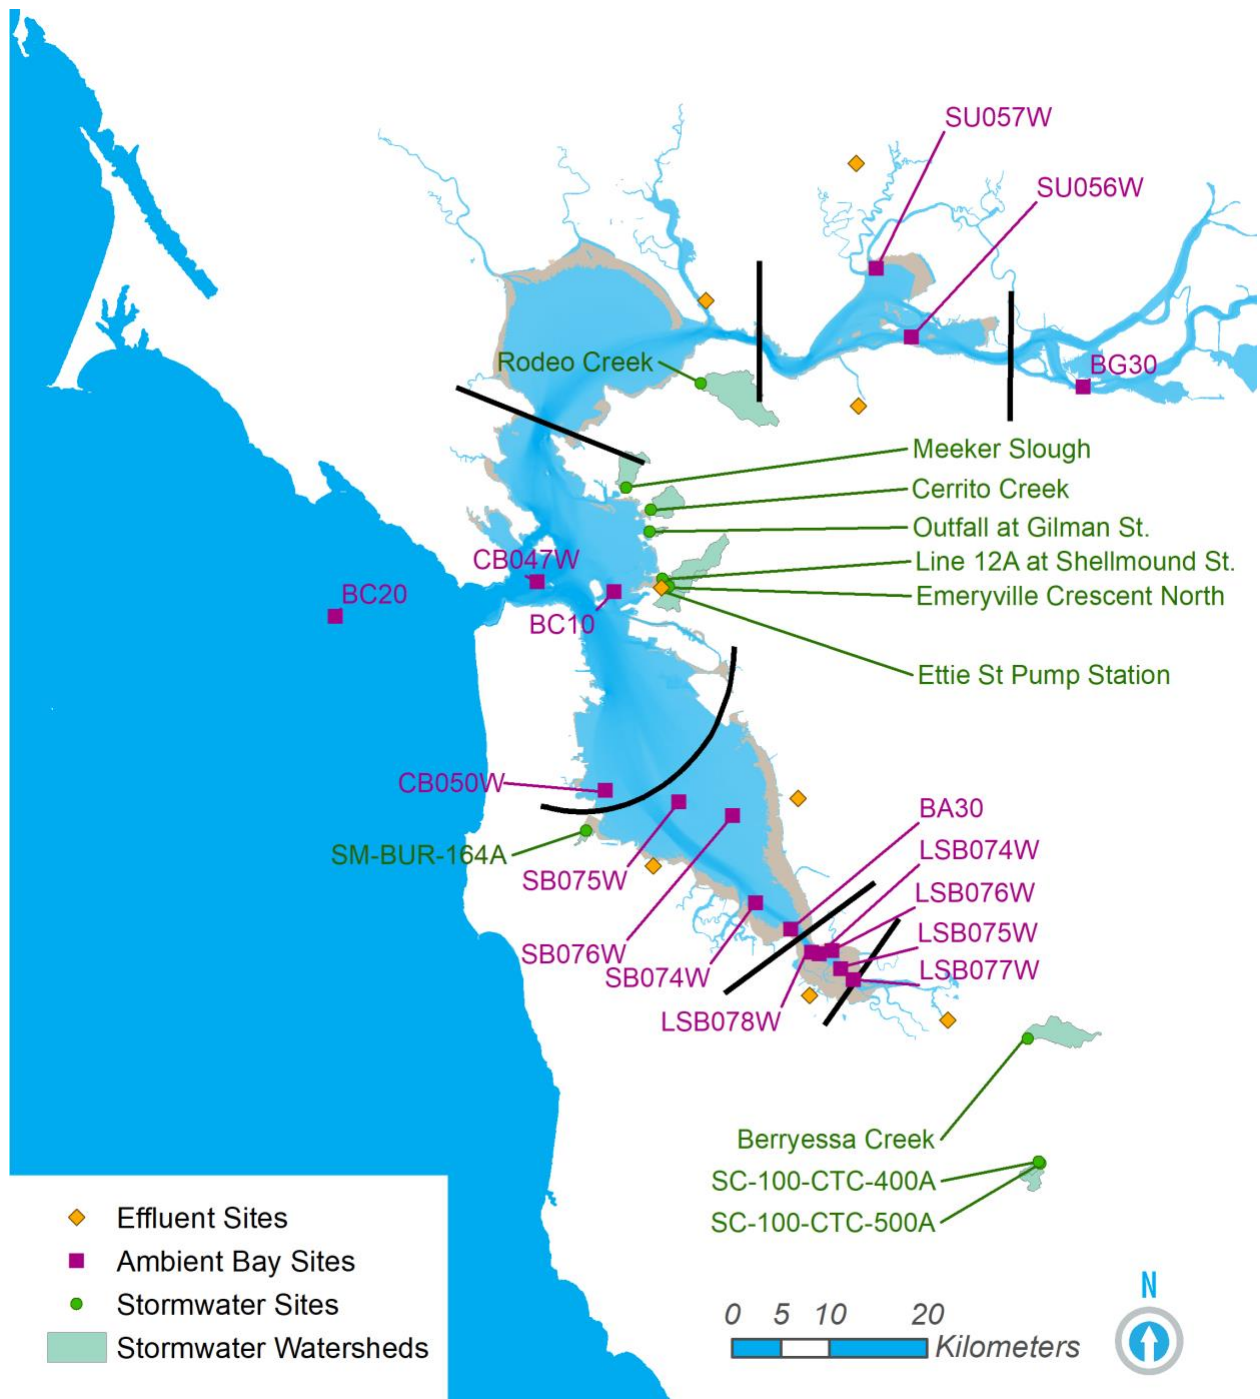 SU057W
SU056W
Rodeo Creek
BG30
Meeker Slough
Cerrito Creek
Outfall at Gilman St.
CB047W
Line 12A at Shellmound St.
BC20
Emeryville Crescent North
BC10
Ettie St Pump Station
CB050W
BA30
LSB074W
SM-BUR-164A
SB075W
LSB076W
LSB075W
SB076W
SB074W
LSB077W
LSB078W
Berryessa Creek
SC-100-CTC-400A
SC-100-CTC-500A
Effluent Sites
Ambient Bay Sites
Stormwater Sites
Stormwater Watersheds
N
0 5 10 20
Kilometers